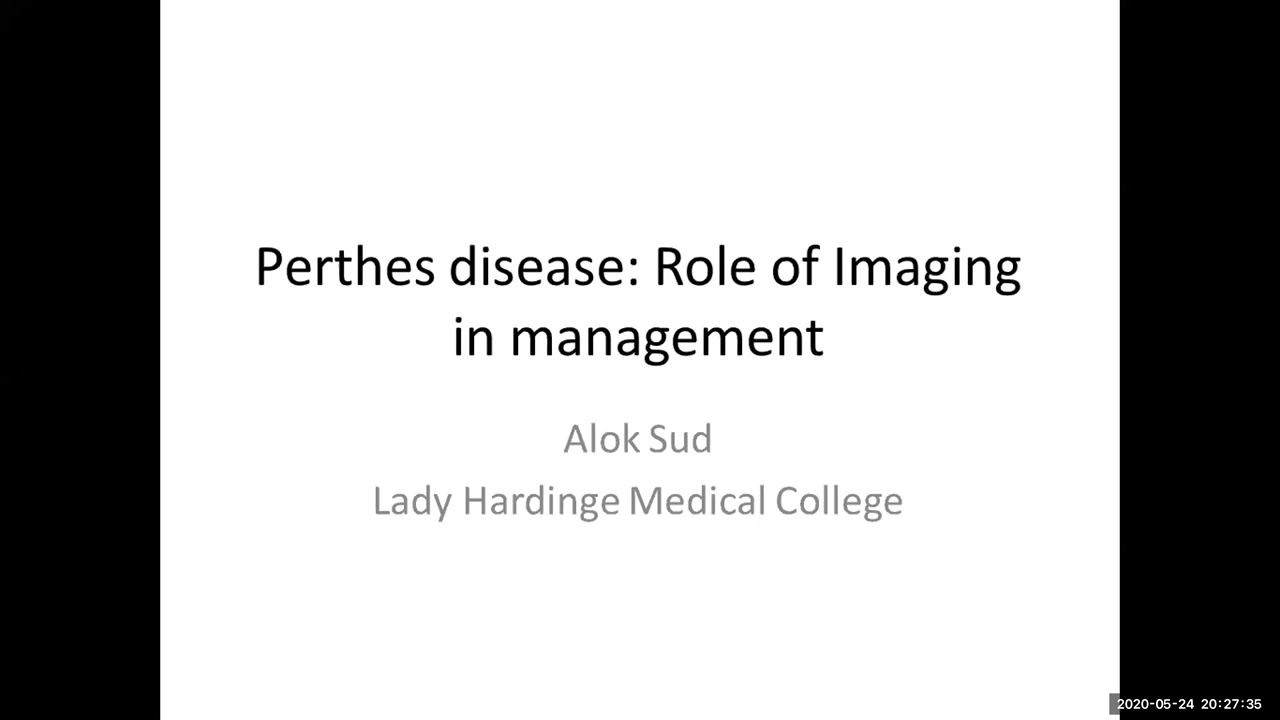 Perthes disease: Role of Imaging
in management
Alok Sud
Lady Hardinge Medical College
2020-05-24 20:27:35